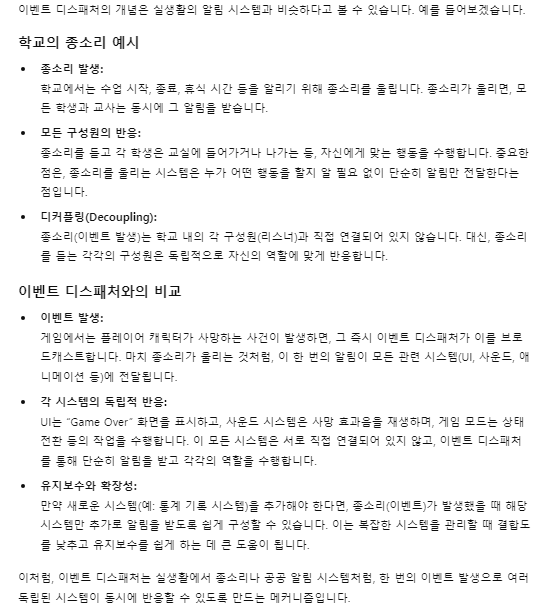 이벤트 디스패처의 개념은 실생활의 알림 시스템과 비슷하다고 볼 수 있습니다. 예를 들어보겠습니다.
학교의 종소리 예시
• 종소리 발생:
학교에서는 수업 시작, 종료, 휴식 시간 등을 알리기 위해 종소리를 울립니다. 종소리가 울리면, 모
든 학생과 교사는 동시에 그 알림을 받습니다.
• 모든 구성원의 반응:
종소리를 듣고 각 학생은 교실에 들어가거나 나가는 등, 자신에게 맞는 행동을 수행합니다. 중요한
점은, 종소리를 울리는 시스템은 누가 어떤 행동을 할지 알 필요 없이 단순히 알림만 전달한다는
점입니다.
• 디커플링(Decoupling):
종소리(이벤트 발생)는 학교 내의 각 구성원(리스너)과 직접 연결되어 있지 않습니다. 대신, 종소리
를 듣는 각각의 구성원은 독립적으로 자신의 역할에 맞게 반응합니다.
이벤트 디스패처와의 비교
• 이벤트 발생:
게임에서는 플레이어 캐릭터가 사망하는 사건이 발생하면, 그 즉시 이벤트 디스패처가 이를 브로
드캐스트합니다. 마치 종소리가 울리는 것처럼, 이 한 번의 알림이 모든 관련 시스템(UI, 사운드, 애
니메이션 등)에 전달됩니다.
• 각 시스템의 독립적 반응:
UI는 “Game Over” 화면을 표시하고, 사운드 시스템은 사망 효과음을 재생하며, 게임 모드는 상태
전환 등의 작업을 수행합니다. 이 모든 시스템은 서로 직접 연결되어 있지 않고, 이벤트 디스패처
를 통해 단순히 알림을 받고 각각의 역할을 수행합니다.
• 유지보수와 확장성:
만약 새로운 시스템(예: 통계 기록 시스템)을 추가해야 한다면, 종소리(이벤트)가 발생했을 때 해당
시스템만 추가로 알림을 받도록 쉽게 구성할 수 있습니다. 이는 복잡한 시스템을 관리할 때 결합도
를 낮추고 유지보수를 쉽게 하는 데 큰 도움이 됩니다.
이처럼, 이벤트 디스패처는 실생활에서 종소리나 공공 알림 시스템처럼, 한 번의 이벤트 발생으로 여러
독립된 시스템이 동시에 반응할 수 있도록 만드는 메커니즘입니다.